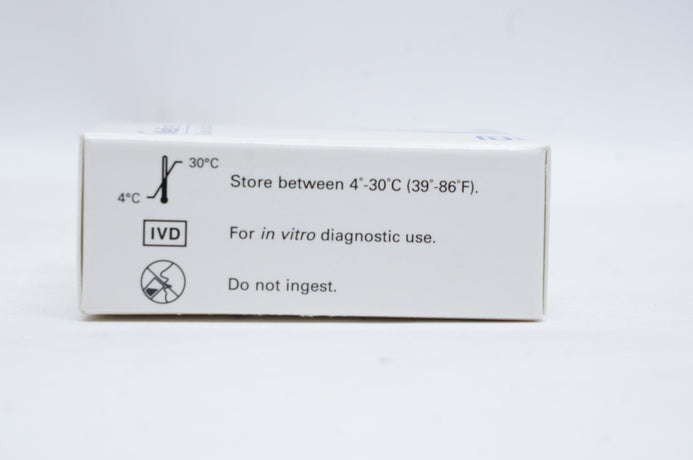 30°C
4°C
Store between 4°-30°C (39°-86°F).
IVD
For in vitro diagnostic use.
Do not ingest.